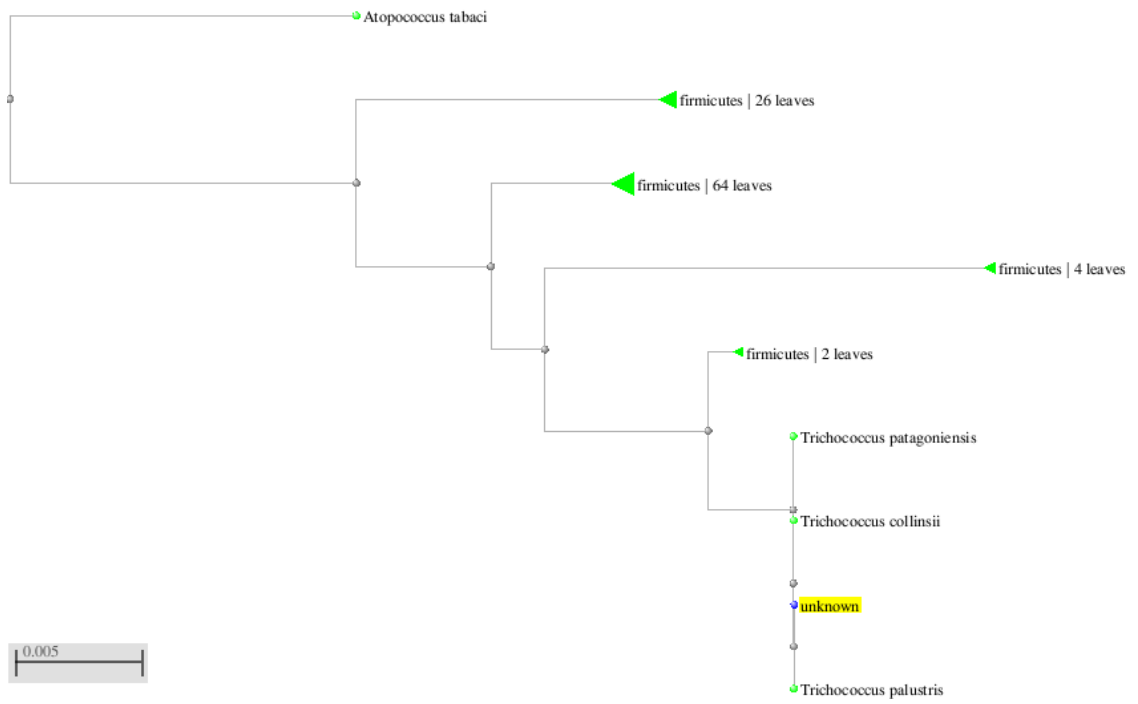 Atopococcus tabaci
firmicutes | 26 leaves
firmicutes | 64 leaves
firmicutes | 4 leaves
firmicutes | 2 leaves
Trichococcus patagoniensis
Trichococcus collinsii
unknown
0.005
Trichococcus palustris